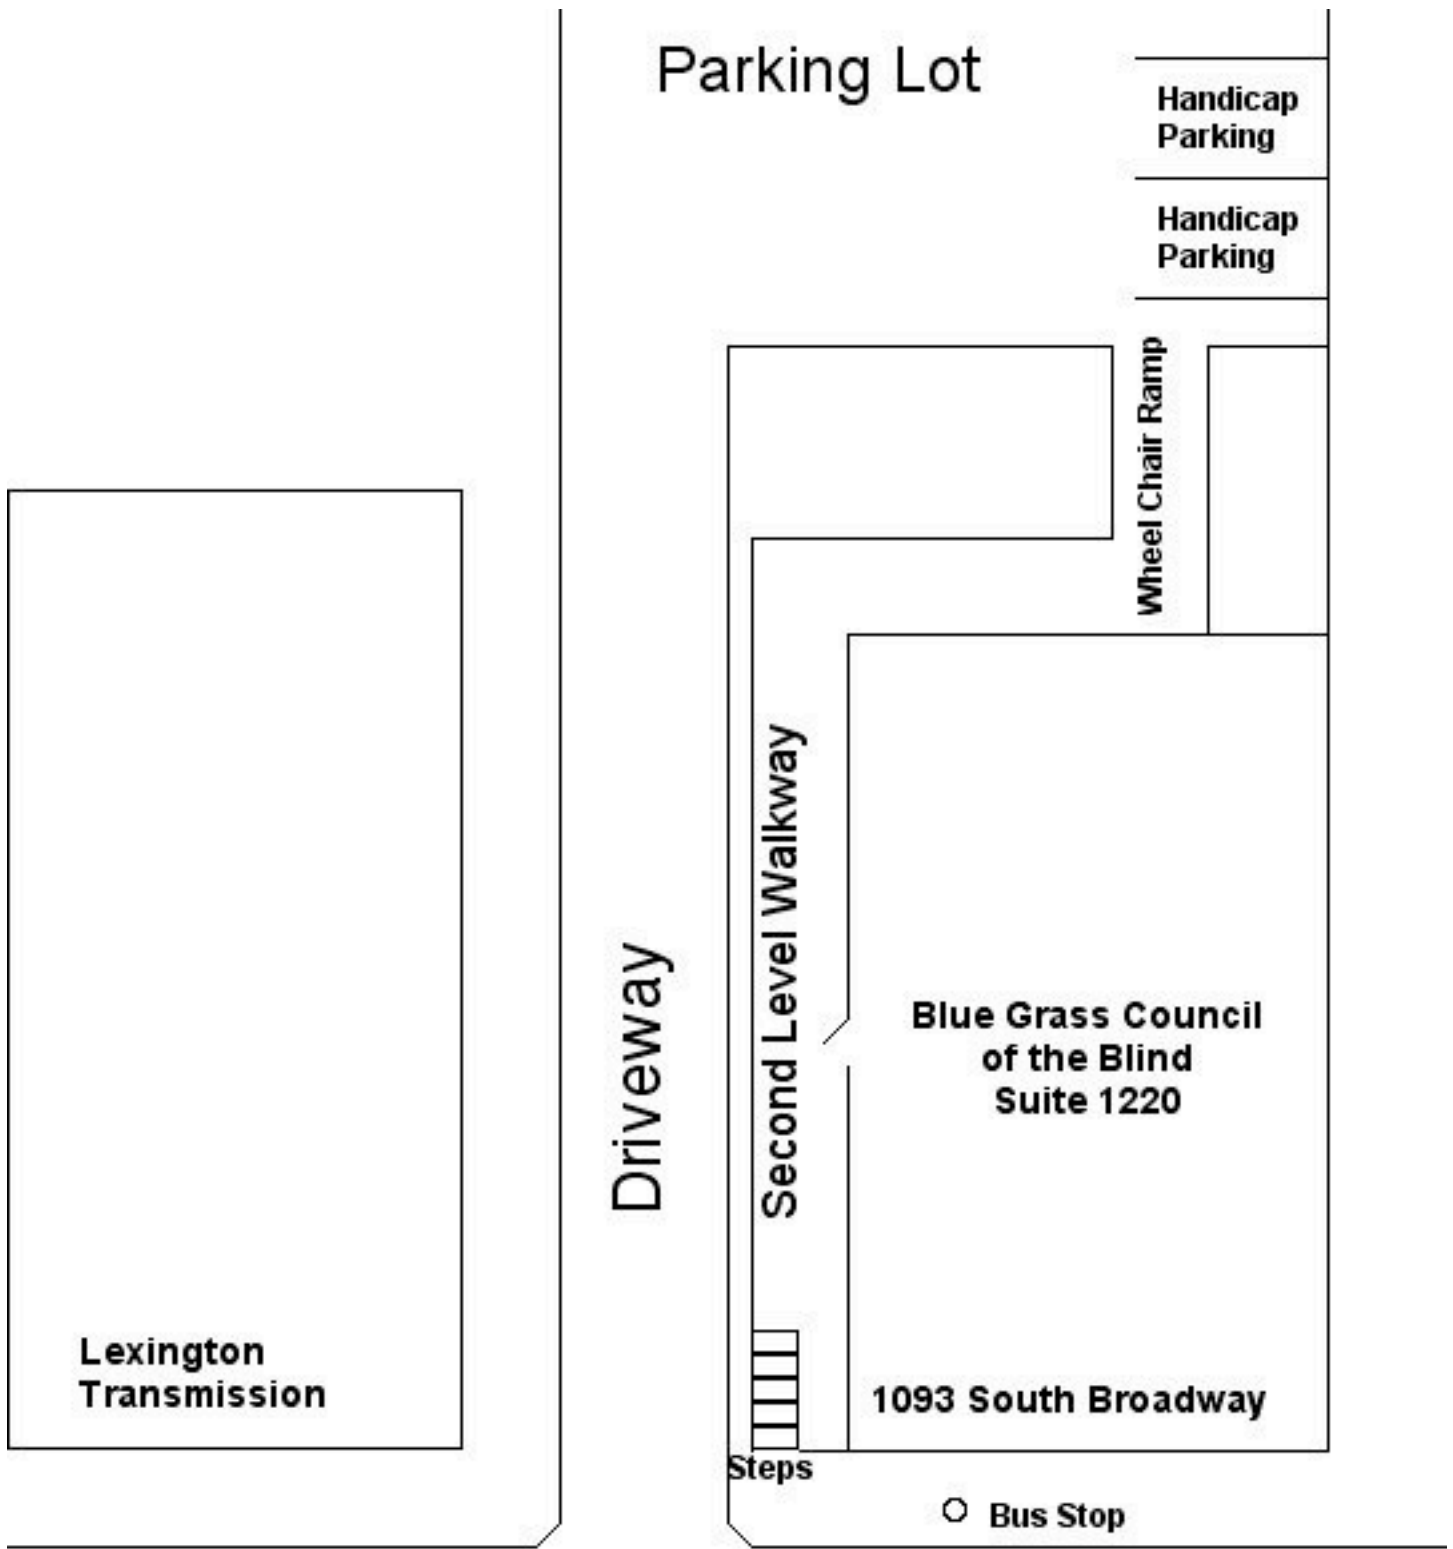 Parking Lot
Handicap
Parking
Handicap
Parking
Wheel Chair Ramp
Second Level Walkway
Driveway
Blue Grass Council
of the Blind
Suite 1220
Lexington
Transmission
1093 South Broadway
Steps
Bus Stop